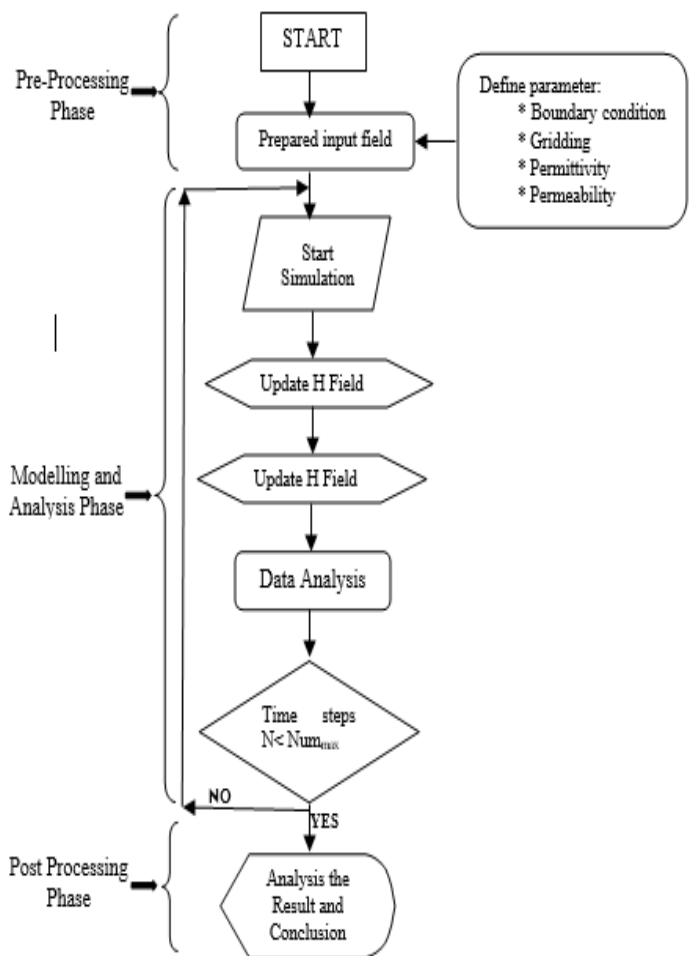 START
Pre-Processing
Phase
Prepared input field
Define parameter:
* Boundary condition
* Gridding
* Permittivity
* Permeability
Start
Simulation
Update H Field
Update H Field
Modelling and
Analysis Phase
Data Analysis
Time steps
N< Nummax
NO
YES
Post Processing
Phase
Analysis the
Result and
Conclusion